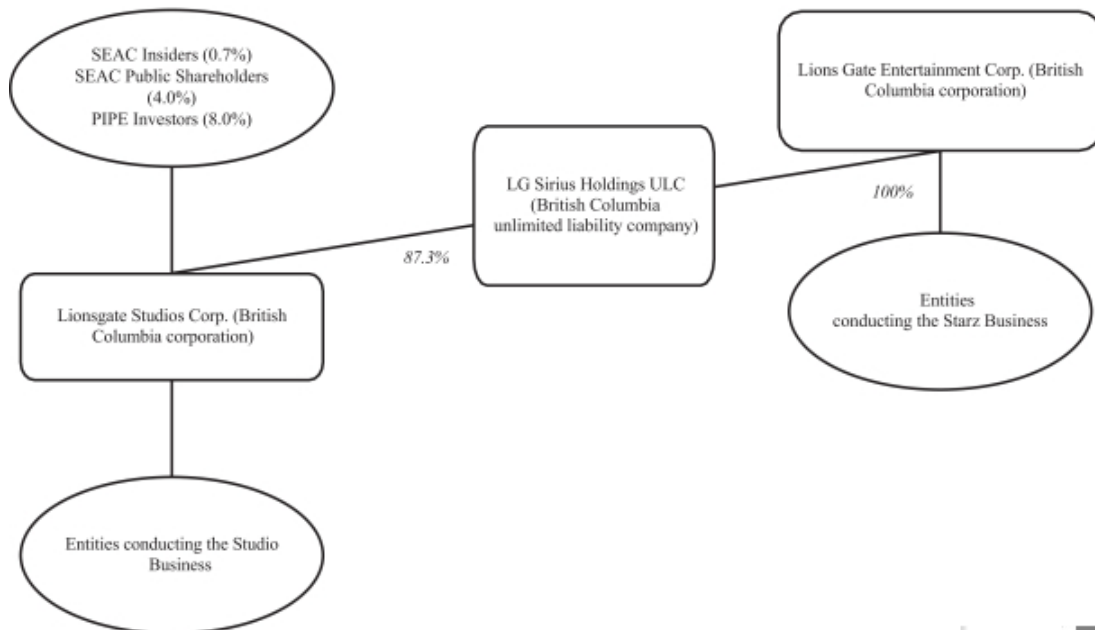 SEAC Insiders (0.7%)
SEAC Public Shareholders
(4.0%)
PIPE Investors (8.0%)
Lions Gate Entertainment Corp. (British
Columbia corporation)
LG Sirius Holdings ULC
(British Columbia
unlimited liability company)
100%
87.3%
Lionsgate Studios Corp. (British
Columbia corporation)
Entities
conducting the Starz Business
Entities conducting the Studio
Business